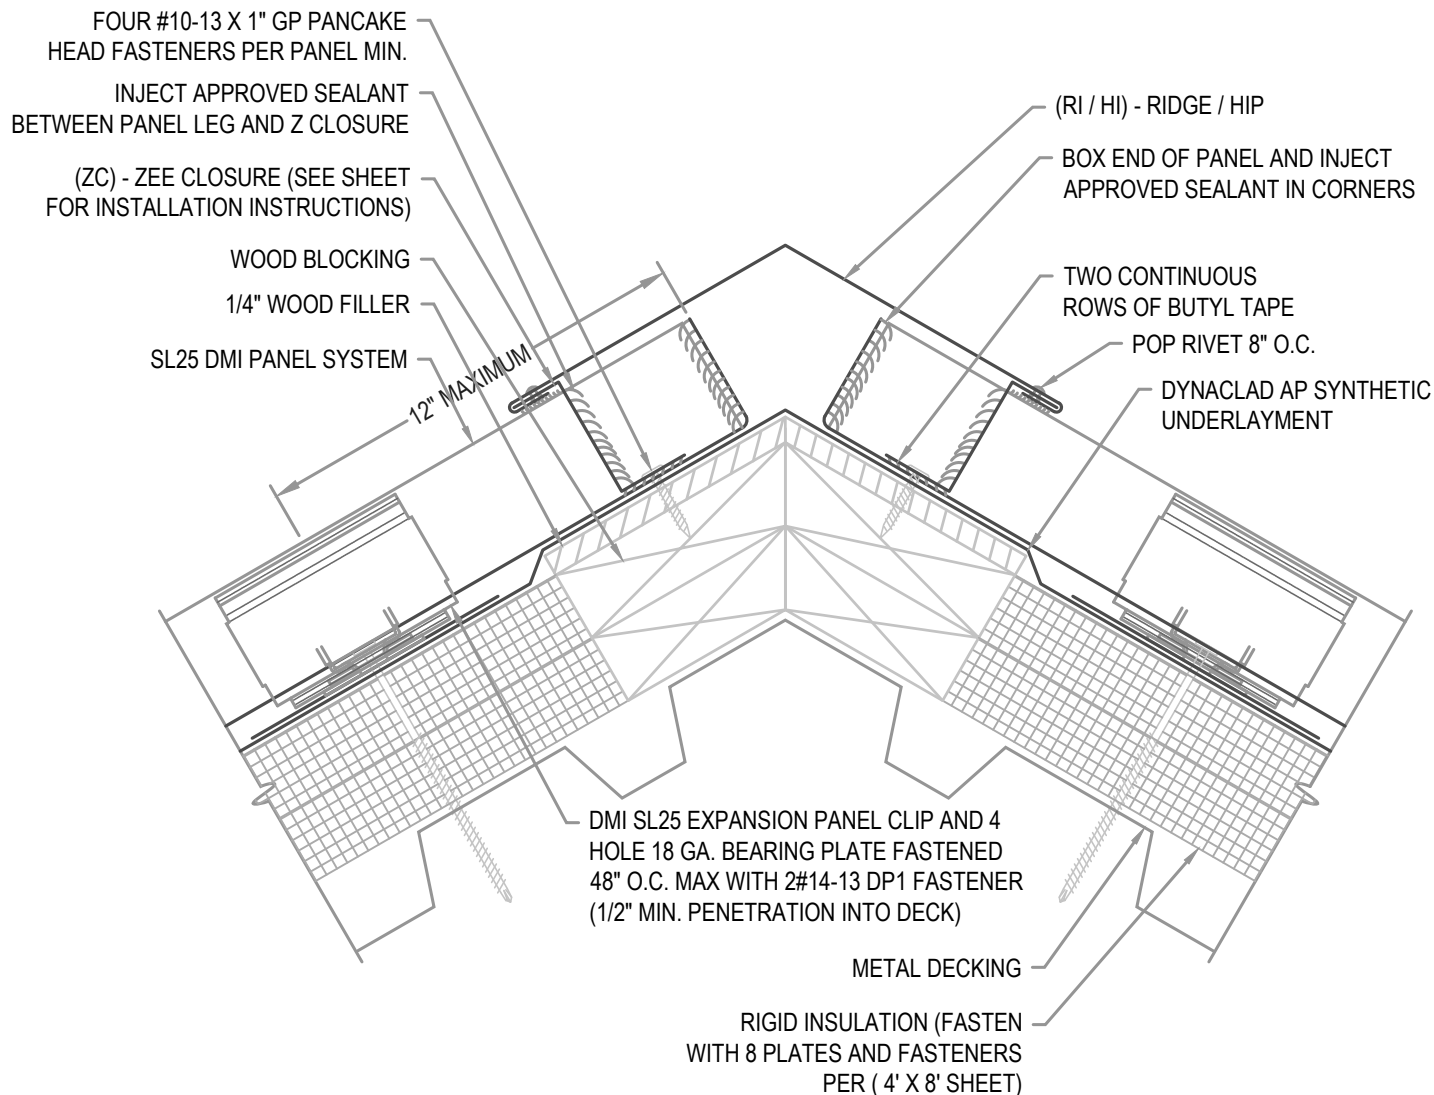 FOUR #10-13 X 1" GP PANCAKE
HEAD FASTENERS PER PANEL MIN.
INJECT APPROVED SEALANT
BETWEEN PANEL LEG AND Z CLOSURE
(ZC) - ZEE CLOSURE (SEE SHEET
FOR INSTALLATION INSTRUCTIONS)
WOOD BLOCKING
1/4" WOOD FILLER
SL25 DMI PANEL SYSTEM
12" MAXIMUM
(RI / HI) - RIDGE / HIP
BOX END OF PANEL AND INJECT
APPROVED SEALANT IN CORNERS
TWO CONTINUOUS
ROWS OF BUTYL TAPE
POP RIVET 8" O.C.
DYNACLAD AP SYNTHETIC
UNDERLAYMENT
DMI SL25 EXPANSION PANEL CLIP AND 4
HOLE 18 GA. BEARING PLATE FASTENED
48" O.C. MAX WITH 2#14-13 DP1 FASTENER
(1/2" MIN. PENETRATION INTO DECK)
METAL DECKING
RIGID INSULATION (FASTEN
WITH 8 PLATES AND FASTENERS
PER ( 4' X 8' SHEET)